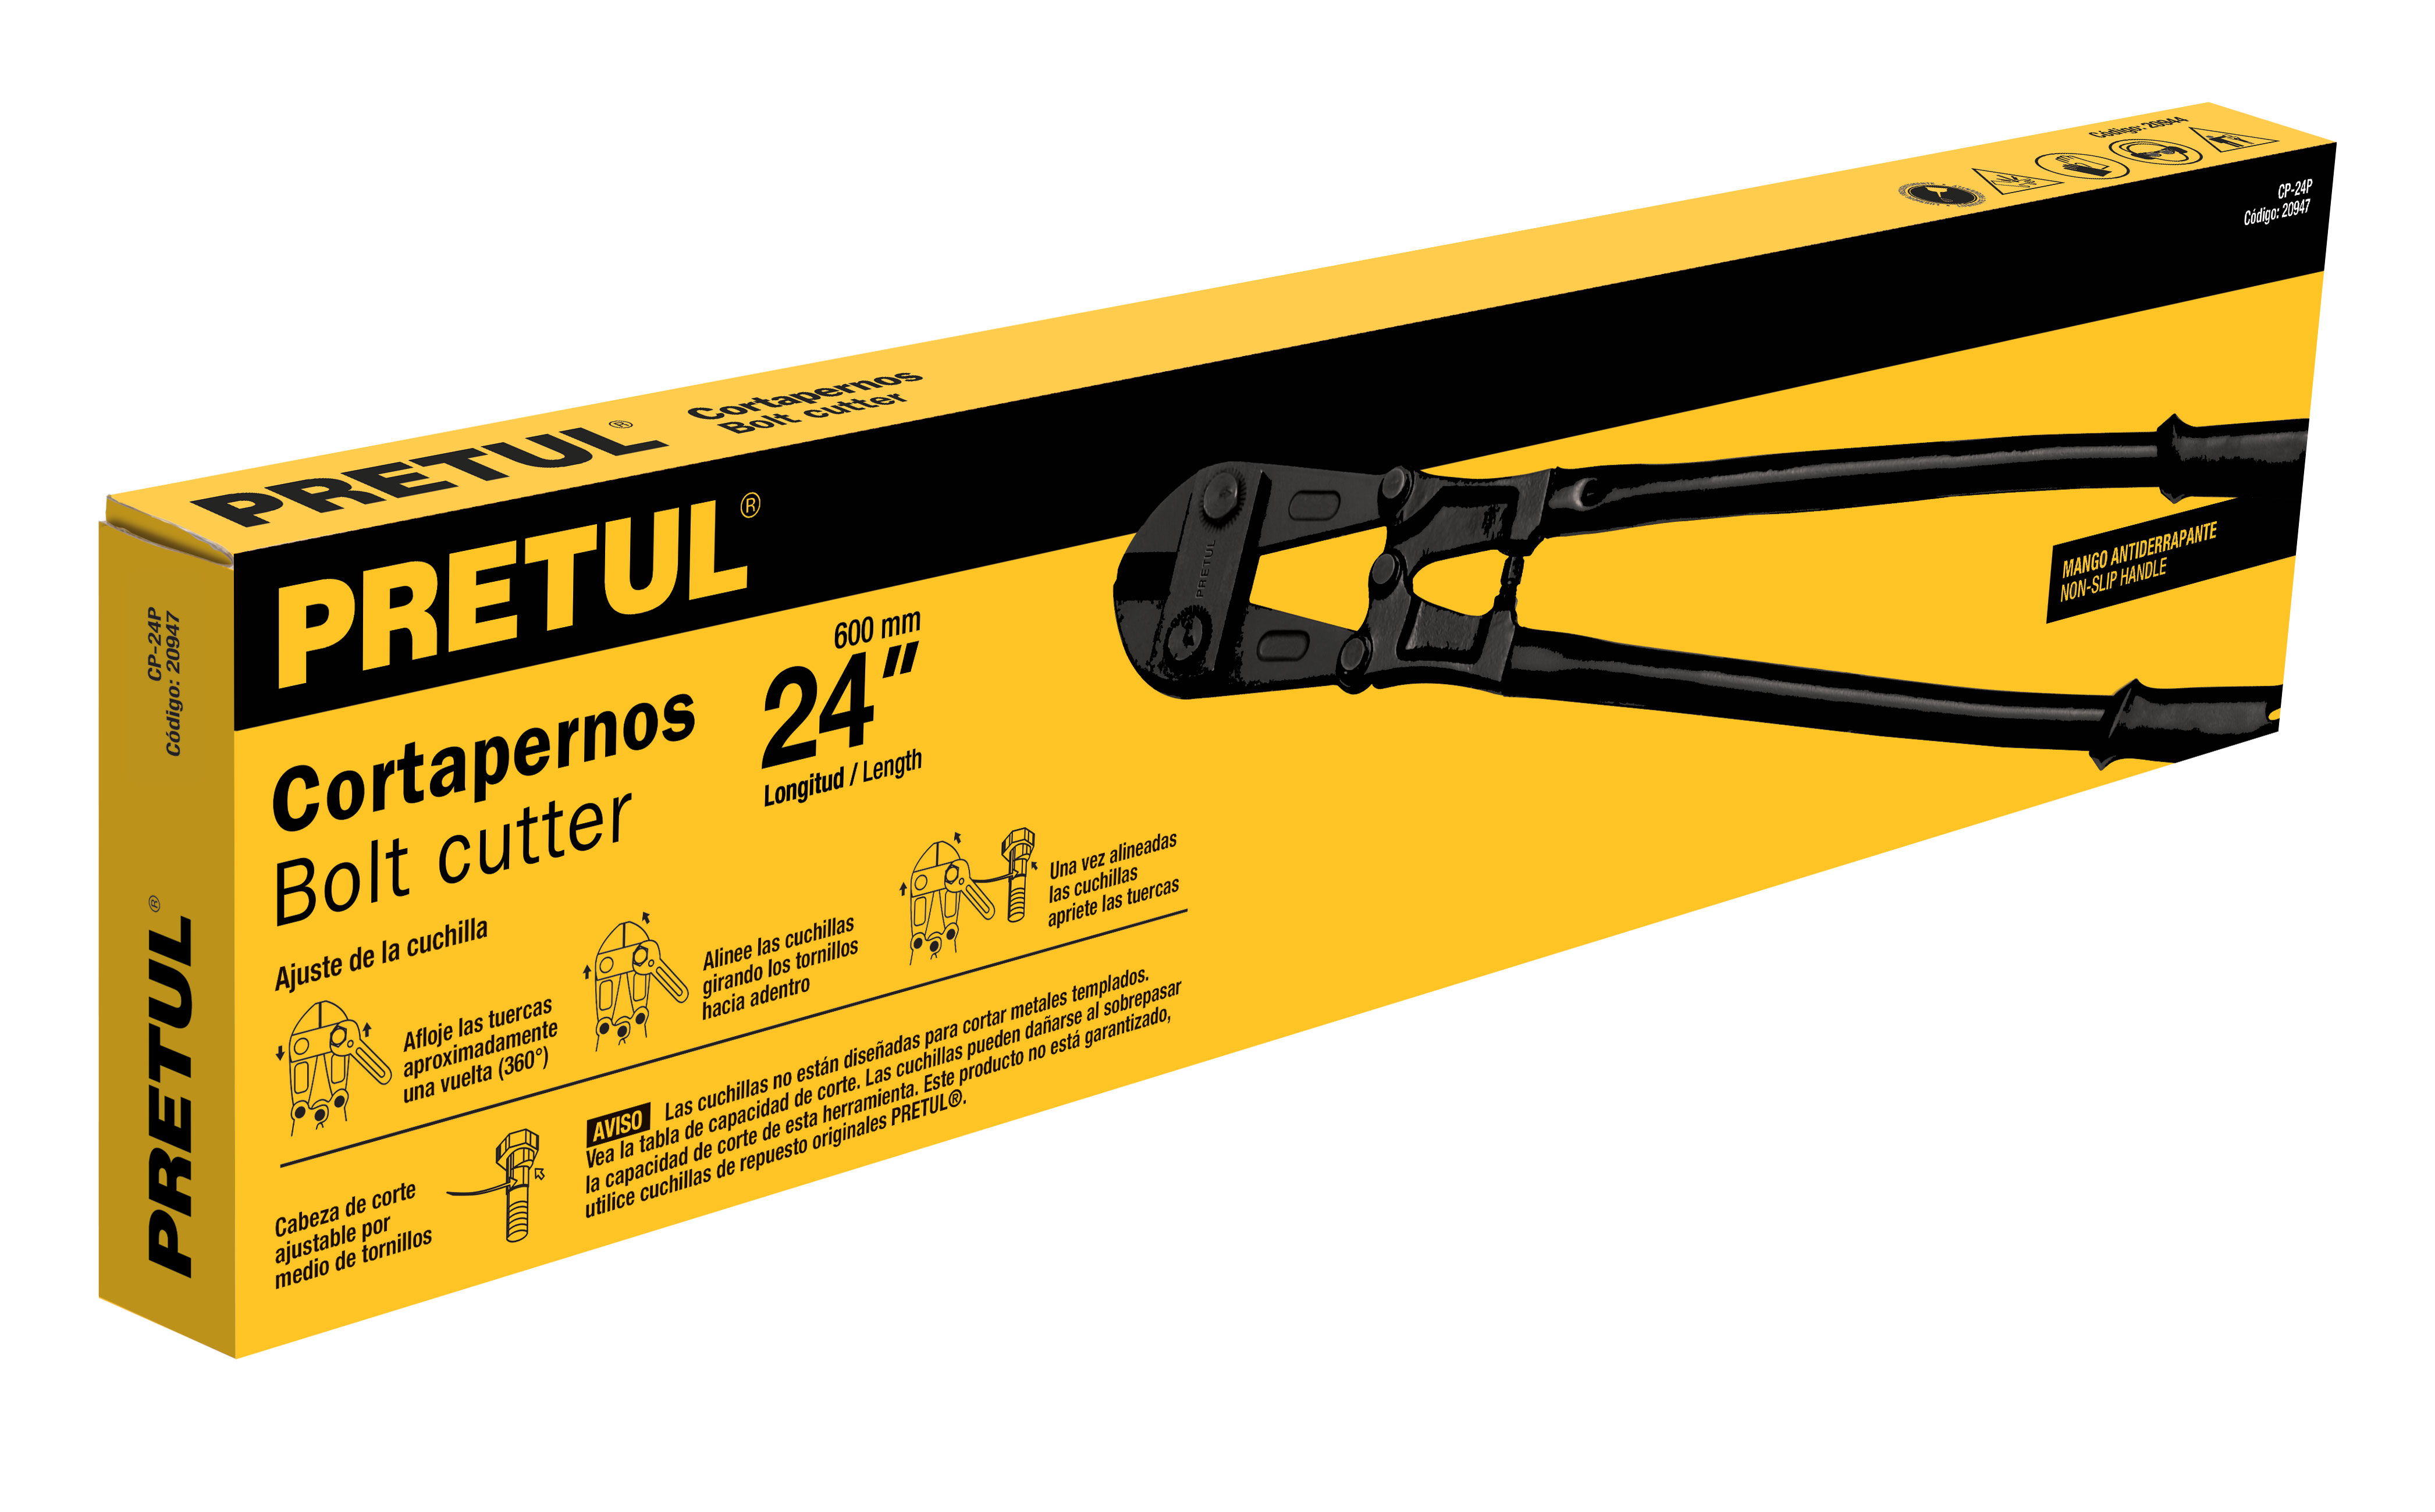 Código: 20944
PRETUL®
Cortapernos
Bolt cutter
CP-24P
Código: 20947
PRETUL®
CP-24P
Código: 20947
PRETUL®
600 mm
24"
Longitud / Length
Cortapernos
Bolt cutter
PRETUL
MANGO ANTIDERRAPANTE
NON-SLIP HANDLE
Ajuste de la cuchilla
Afloje las tuercas
aproximadamente
una vuelta (360°)
Alinee las cuchillas
girando los tornillos
hacia adentro
Una vez alineadas
las cuchillas
apriete las tuercas
Cabeza de corte
ajustable por
medio de tornillos
AVISO Las cuchillas no están diseñadas para cortar metales templados.
Vea la tabla de capacidad de corte. Las cuchillas pueden dañarse al sobrepasar
la capacidad de corte de esta herramienta. Este producto no está garantizado,
utilice cuchillas de repuesto originales PRETUL®.